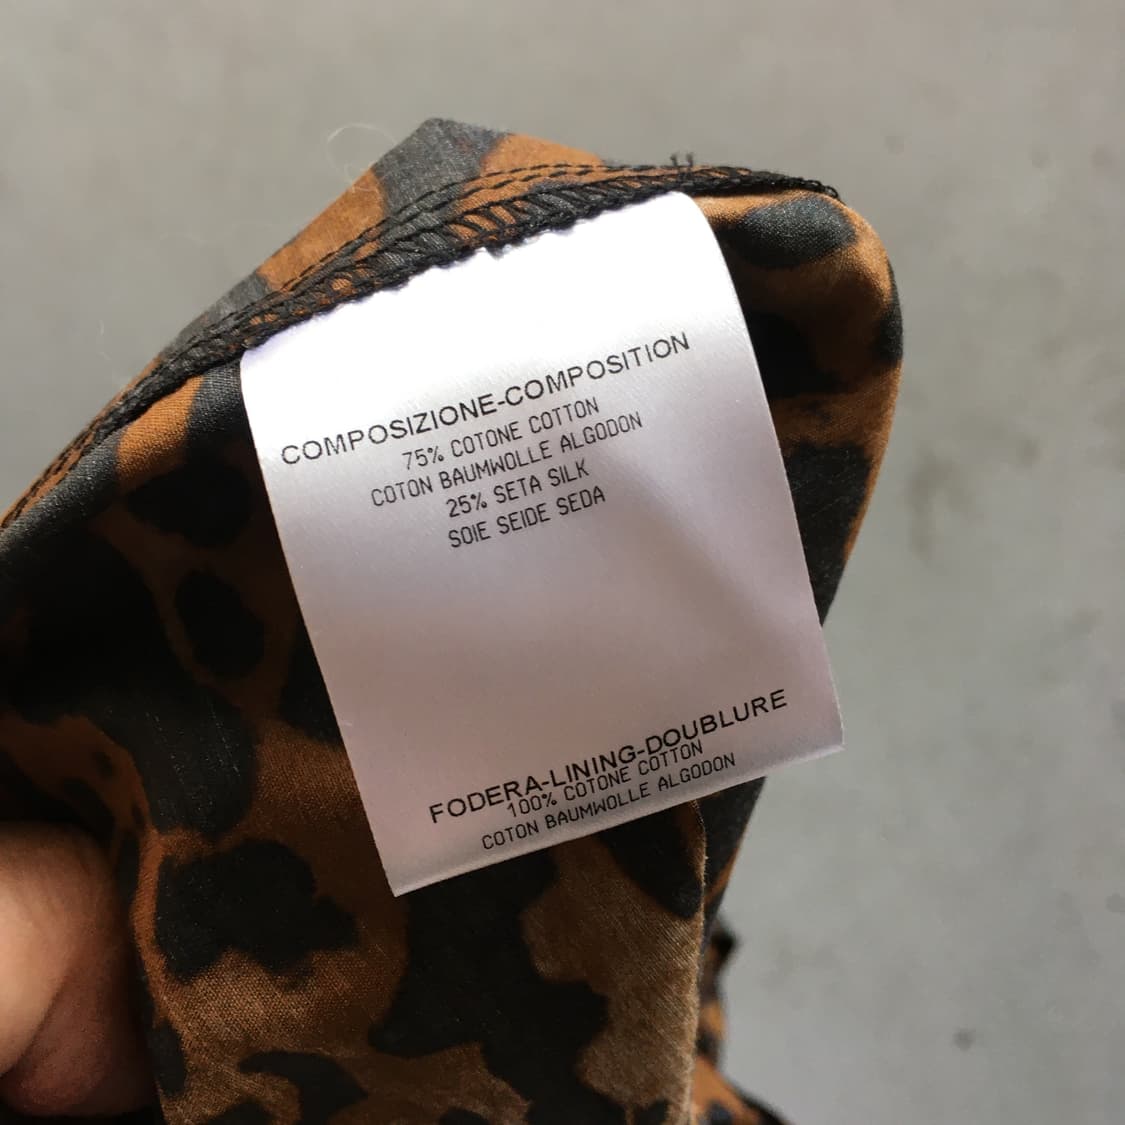 COMPOSIZIONE-COMPOSITION
75% COTONE COTTON
COTON BAUMWOLLE ALGODON
25% SETA SILK
SOIE SEIDE SEDA
FODERA-LINING-DOUBLURE
100% COTONE COTTON
COTON BAUMWOLLE ALGODON